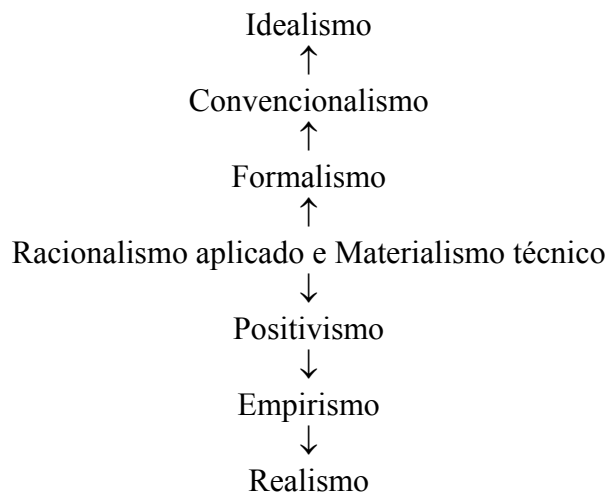 Idealismo
↑
Convencionalismo
↑
Formalismo
↑
Racionalismo aplicado e Materialismo técnico
↓
Positivismo
↓
Empirismo
↓
Realismo